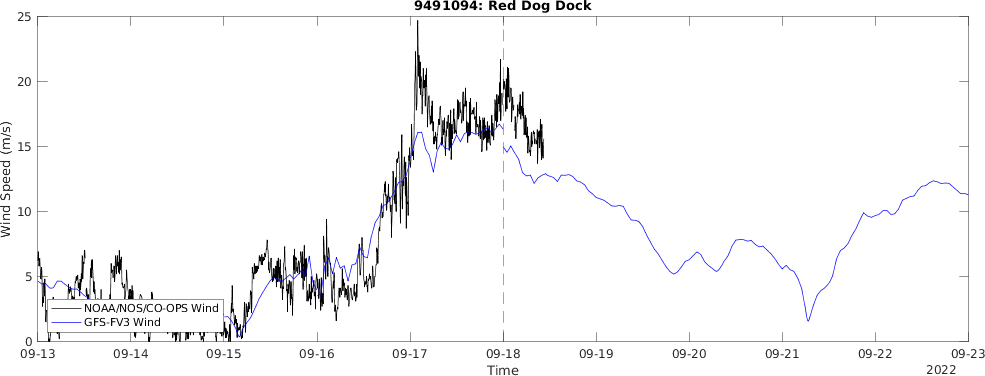 9491094: Red Dog Dock
25
20
15
10
5
0
Wind Speed (m/s)
NOAA/NOS/CO-OPS Wind
GFS-FV3 Wind
09-13 09-14 09-15 09-16 09-17 09-18 09-19 09-20 09-21 09-22 09-23
Time
2022